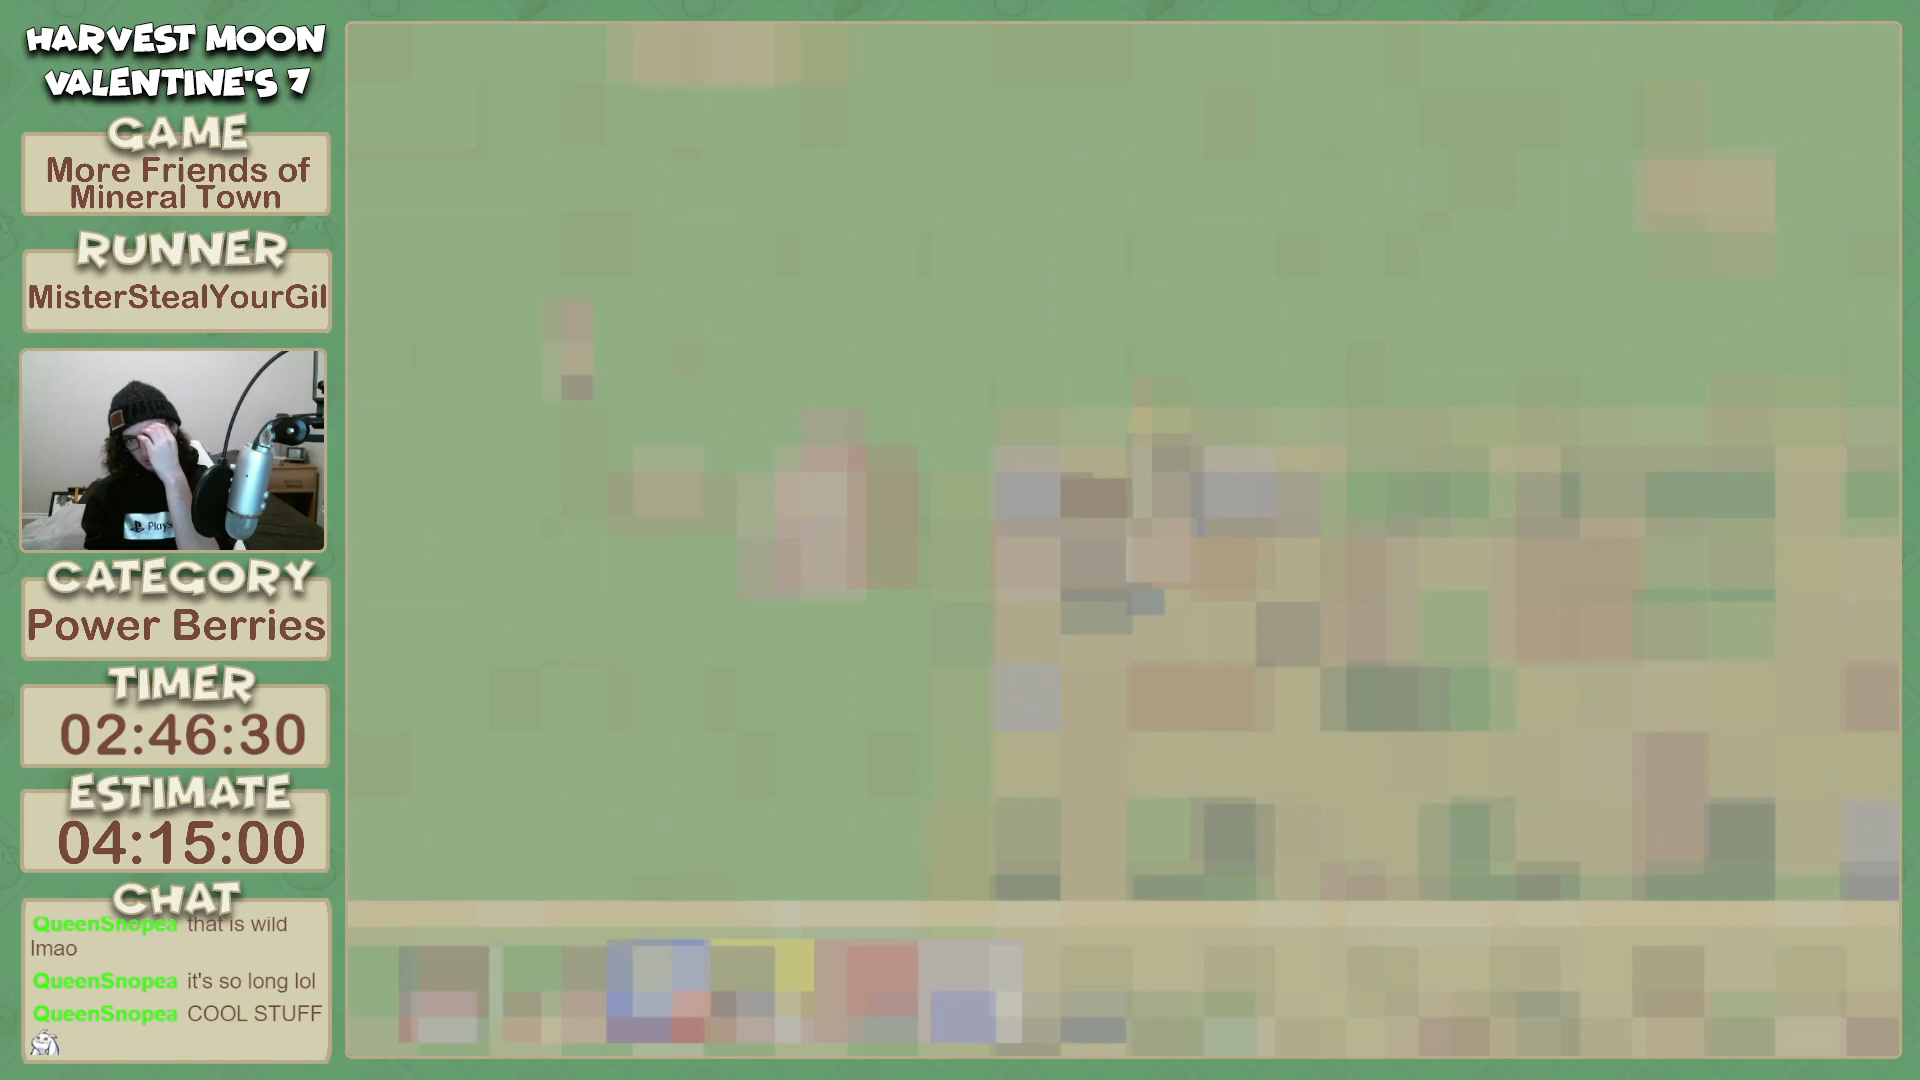 HARVEST MOON
VALENTINE'S 7
GAME
More Friends of
Mineral Town
RUNNER
MisterStealYourGil
CATEGORY
Power Berries
TIMER
02:46:30
ESTIMATE
04:15:00
CHAT
QueenSnopea that is wild
lmao
QueenSnopea it's so long lol
QueenSnopea COOL STUFF